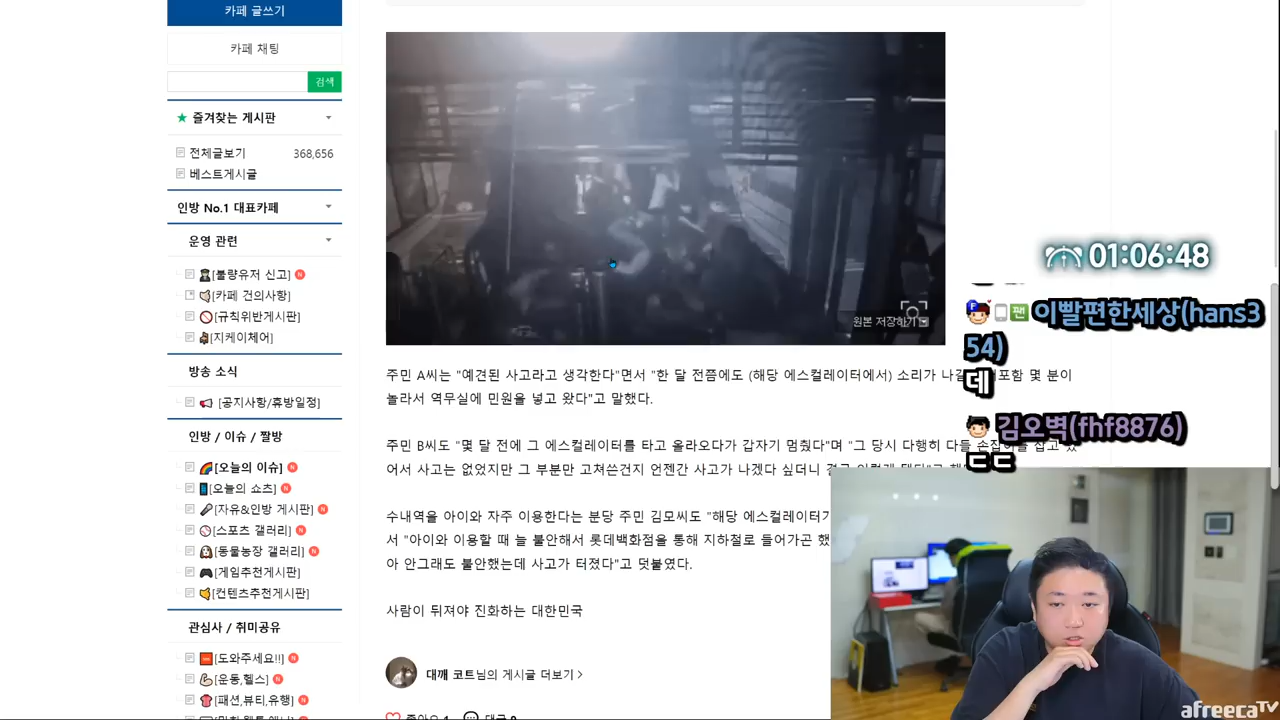 카페 글쓰기
카페 채팅
검색
즐겨찾는 게시판
전체글보기 368,656
베스트게시글
인방 No.1 대표카페
운영 관련
[불량유저 신고] N
[카페 건의사항]
[규칙위반게시판]
[지케이체어]
방송 소식
[공지사항/휴방일정]
인방 / 이슈 / 짤방
[오늘의 이슈] N
[오늘의 쇼츠] N
[자유&인방 게시판] N
[스포츠 갤러리] N
[동물농장 갤러리] N
[게임추천게시판]
[컨텐츠추천게시판]
관심사 / 취미공유
[도와주세요!!] N
[운동,헬스] N
[패션,뷰티,유행] N
원본 저장하기
주민 A씨는 "예견된 사고라고 생각한다"면서 "한 달 전쯤에도 (해당 에스컬레이터에서) 소리가 포함 몇 분이
놀라서 역무실에 민원을 넣고 왔다"고 말했다.
주민 B씨도 "몇 달 전에 그 에스컬레이터를 타고 올라오다가 갑자기 멈췄다"며 "그 당시 다행히 다들
어서 사고는 없었지만 그 부분만 고쳐쓴건지 언젠간 사고가 나겠다 싶더니
수내역을 아이와 자주 이용한다는 분당 주민 김모씨도 "해당 에스컬레이터가
서 "아이와 이용할 때 늘 불안해서 롯데백화점을 통해 지하철로 들어가곤 했
아 안그래도 불안했는데 사고가 터졌다"고 덧붙였다.
사람이 뒤져야 진화하는 대한민국
대깨 코트님의 게시글 더보기 >
좋아요 1 댓글 0
01:06:48
F 팬 이빨편한세상(hans3
54)
데
김오벽(fhf8876)
ㄷㄷ
afreecaTV